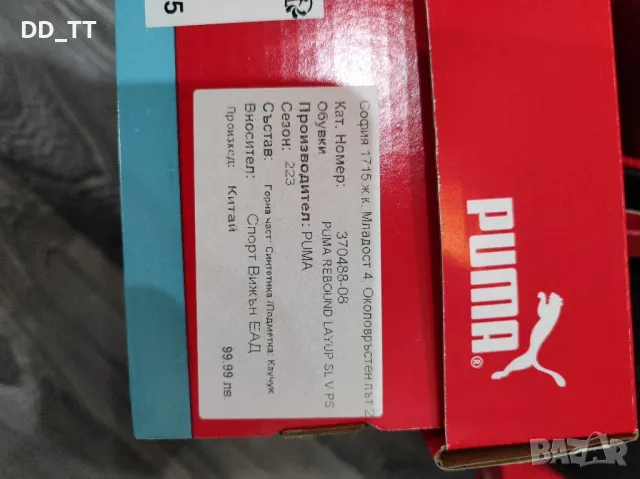 DD_TT
5
София 1715,ж.к. Младост 4, Околовръстен път 2
Кат. Номер: 370488-08
Обувки PUMA REBOUND LAYUP SL V PS
Производител: PUMA
Сезон: 223
Състав: Горна част: Синтетика /Подметка: Каучук
Вносител: Спорт Вижън ЕАД
Произход: Китай
99.99 лв.
PUMA®
BAZAR